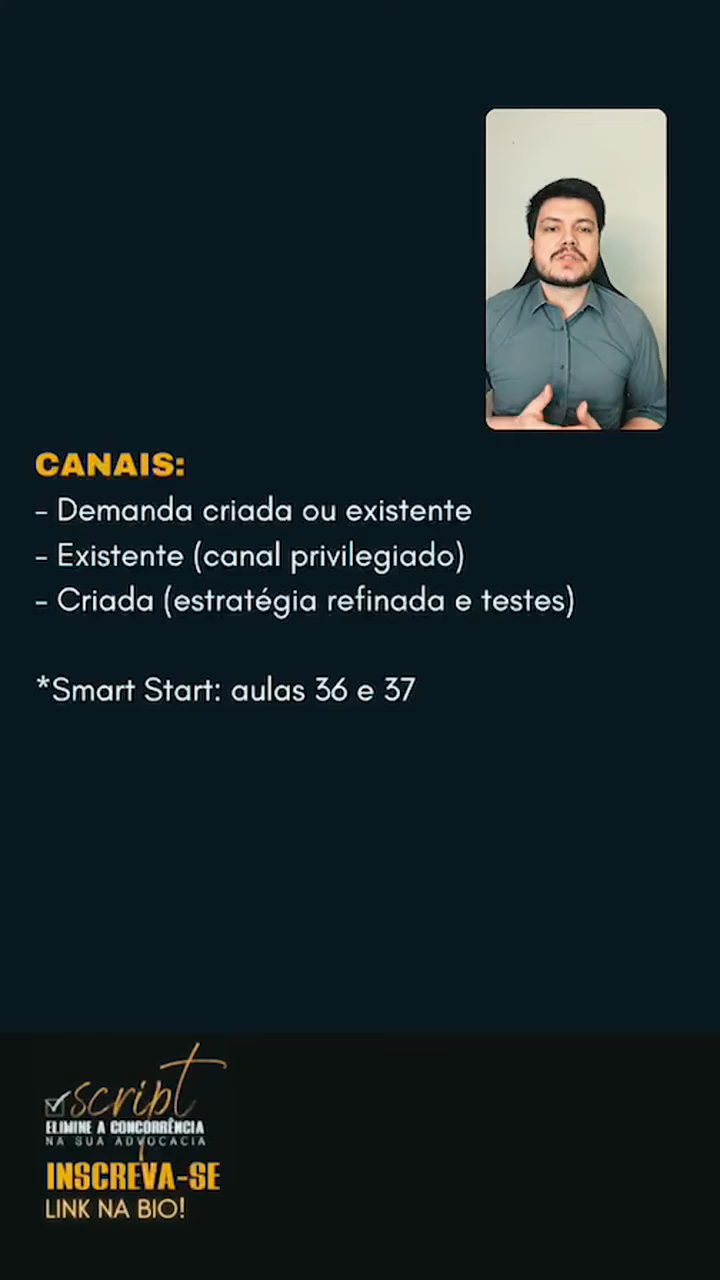 CANAIS:
- Demanda criada ou existente
- Existente (canal privilegiado)
- Criada (estratégia refinada e testes)
*Smart Start: aulas 36 e 37
script
ELIMINE A CONCORRÊNCIA
NA SUA ADVOCACIA
INSCREVA-SE
LINK NA BIO!